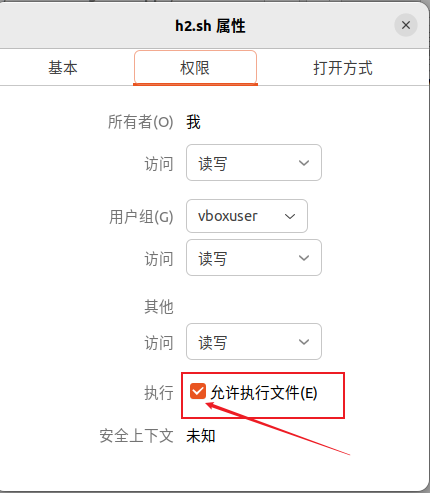 h2.sh 属性
基本 权限 打开方式
所有者(O) 我
访问 读写
用户组(G) vboxuser
访问 读写
其他
访问 读写
执行 允许执行文件(E)
安全上下文 未知